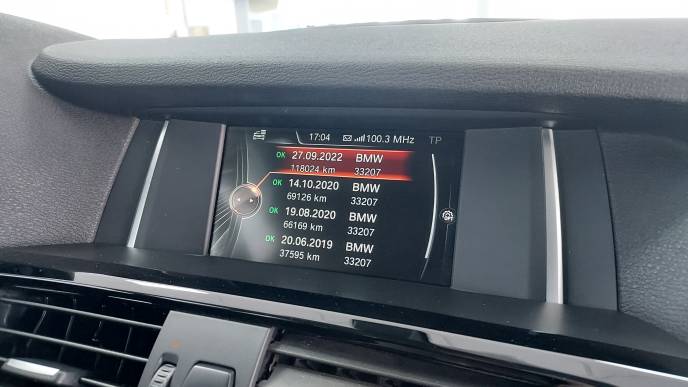 17:04 100.3 MHz TP
OK 27.09.2022 BMW
118024 km 33207
OK 14.10.2020 BMW
69126 km 33207
OK 19.08.2020 BMW
66169 km 33207
OK 20.06.2019 BMW
37595 km 33207